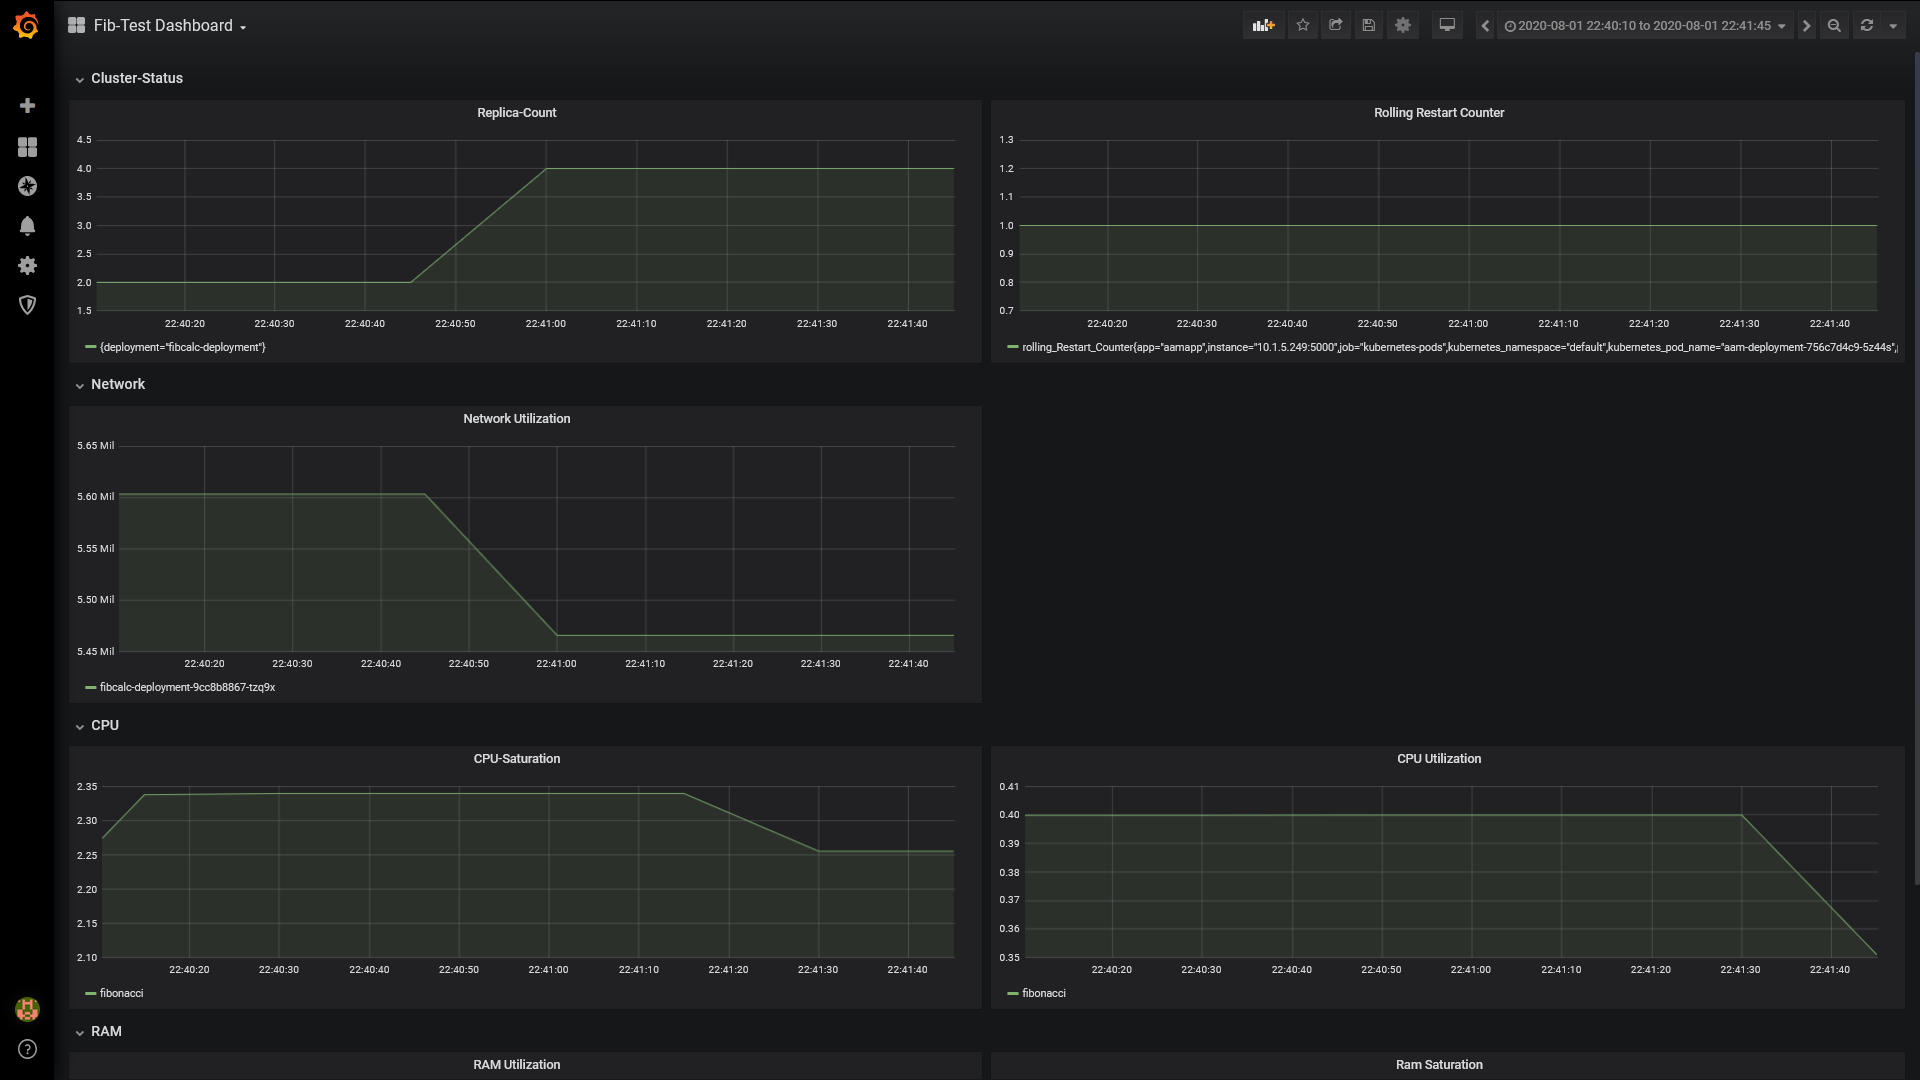 Fib-Test Dashboard
2020-08-01 22:40:10 to 2020-08-01 22:41:45
Cluster-Status
Replica-Count
4.5
4.0
3.5
3.0
2.5
2.0
1.5
22:40:20 22:40:30 22:40:40 22:40:50 22:41:00 22:41:10 22:41:20 22:41:30 22:41:40
{deployment="fibcalc-deployment"}
Rolling Restart Counter
1.3
1.2
1.1
1.0
0.9
0.8
0.7
22:40:20 22:40:30 22:40:40 22:40:50 22:41:00 22:41:10 22:41:20 22:41:30 22:41:40
rolling_Restart_Counter{app="aamapp",instance="10.1.5.249:5000",job="kubernetes-pods",kubernetes_namespace="default",kubernetes_pod_name="aam-deployment-756c7d4c9-5z44s",
Network
Network Utilization
5.65 Mil
5.60 Mil
5.55 Mil
5.50 Mil
5.45 Mil
22:40:20 22:40:30 22:40:40 22:40:50 22:41:00 22:41:10 22:41:20 22:41:30 22:41:40
fibcalc-deployment-9cc8b8867-tzq9x
CPU
CPU-Saturation
2.35
2.30
2.25
2.20
2.15
2.10
22:40:20 22:40:30 22:40:40 22:40:50 22:41:00 22:41:10 22:41:20 22:41:30 22:41:40
fibonacci
CPU Utilization
0.41
0.40
0.39
0.38
0.37
0.36
0.35
22:40:20 22:40:30 22:40:40 22:40:50 22:41:00 22:41:10 22:41:20 22:41:30 22:41:40
fibonacci
RAM
RAM Utilization
Ram Saturation